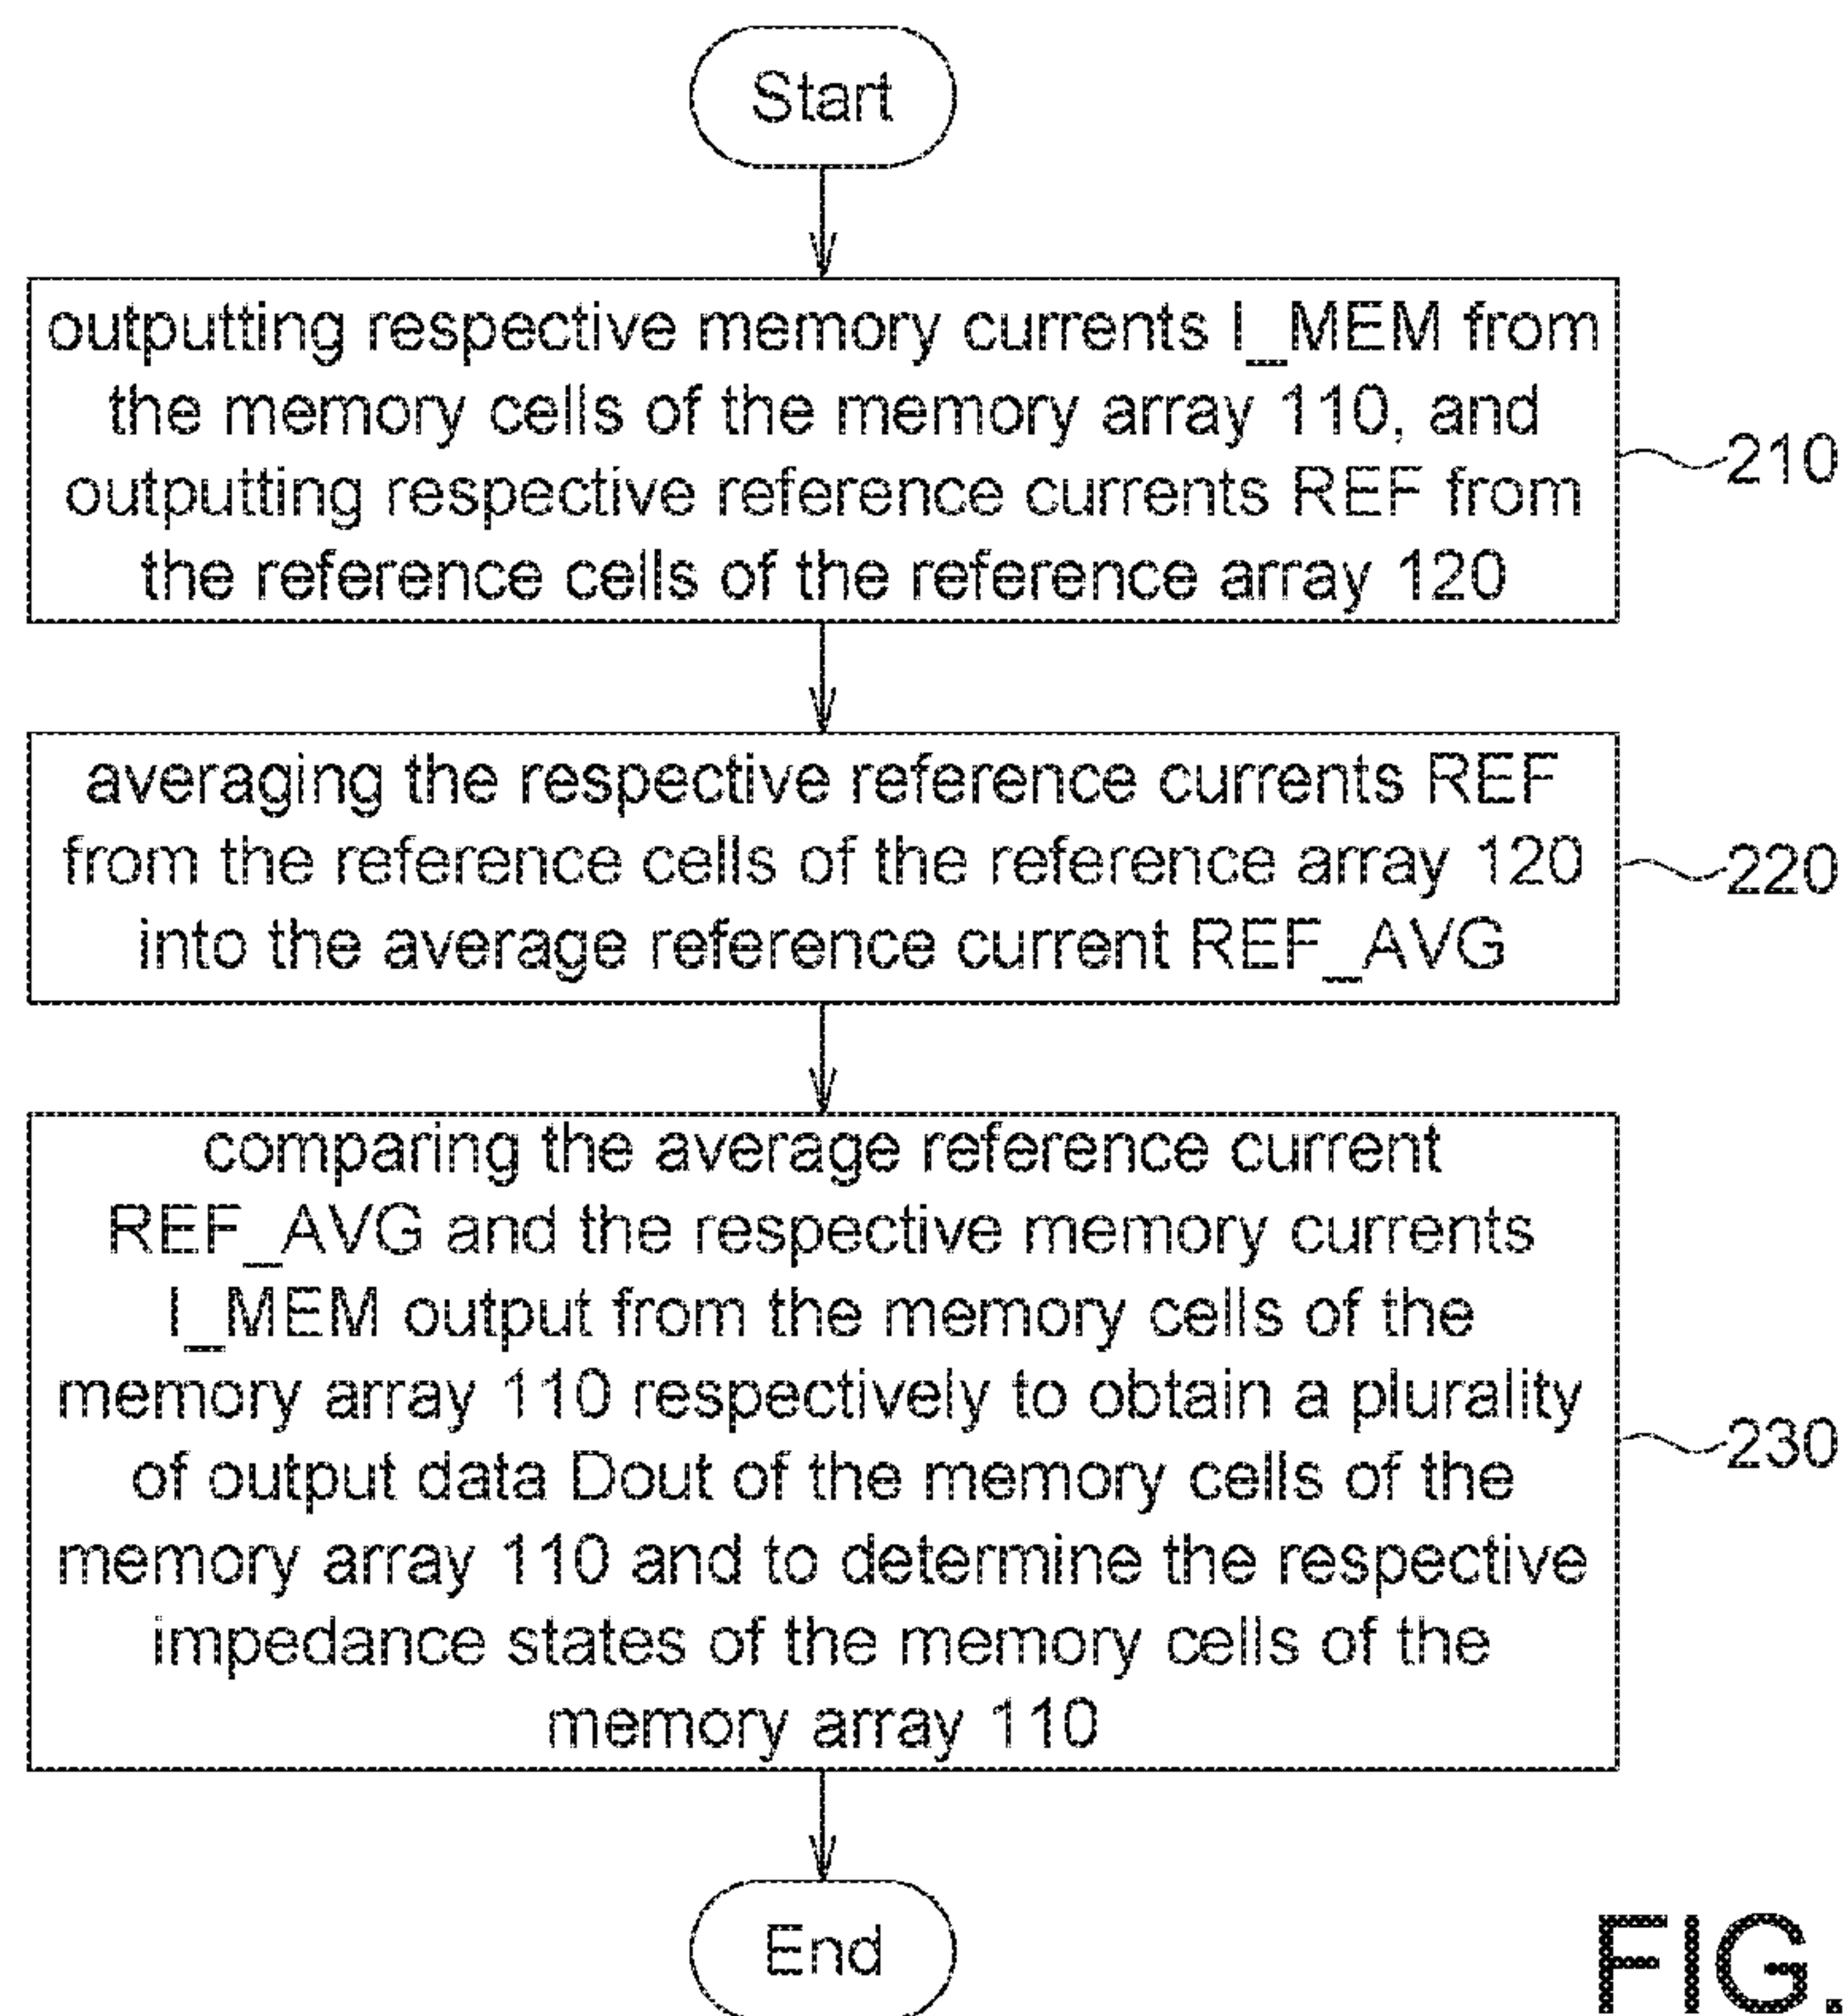 Start
outputting respective memory currents I_MEM from
the memory cells of the memory array 110, and
outputting respective reference currents REF from
the reference cells of the reference array 120
210
averaging the respective reference currents REF
from the reference cells of the reference array 120
into the average reference current REF_AVG
220
comparing the average reference current
REF_AVG and the respective memory currents
I_MEM output from the memory cells of the
memory array 110 respectively to obtain a plurality
of output data Dout of the memory cells of the
memory array 110 and to determine the respective
impedance states of the memory cells of the
memory array 110
230
End
FIG.